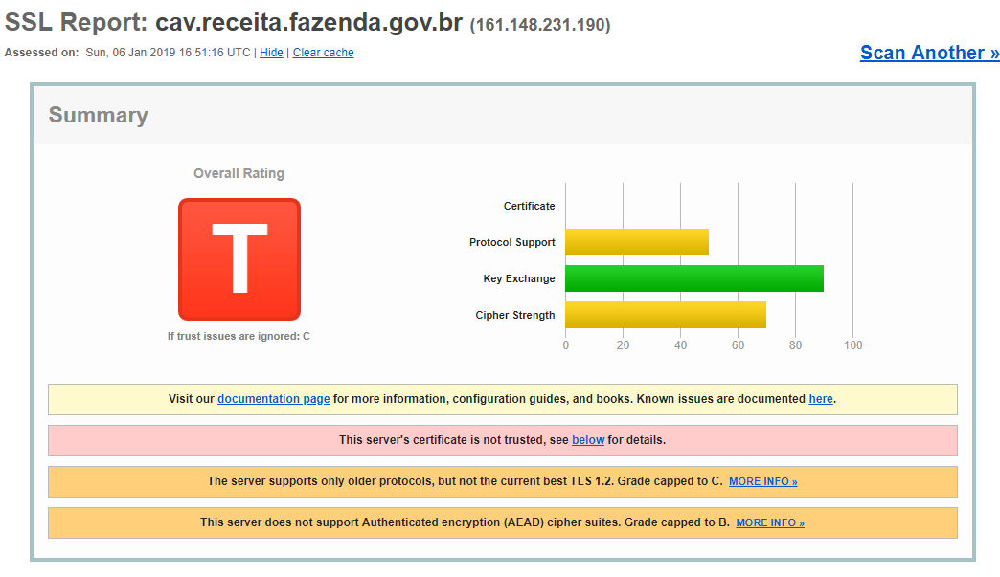 SSL Report: cav.receita.fazenda.gov.br (161.148.231.190)
Assessed on: Sun, 06 Jan 2019 16:51:16 UTC | Hide | Clear cache
Scan Another »
Summary
Overall Rating
T
If trust issues are ignored: C
Certificate
Protocol Support
Key Exchange
Cipher Strength
0 20 40 60 80 100
Visit our documentation page for more information, configuration guides, and books. Known issues are documented here.
This server's certificate is not trusted, see below for details.
The server supports only older protocols, but not the current best TLS 1.2. Grade capped to C. MORE INFO »
This server does not support Authenticated encryption (AEAD) cipher suites. Grade capped to B. MORE INFO »